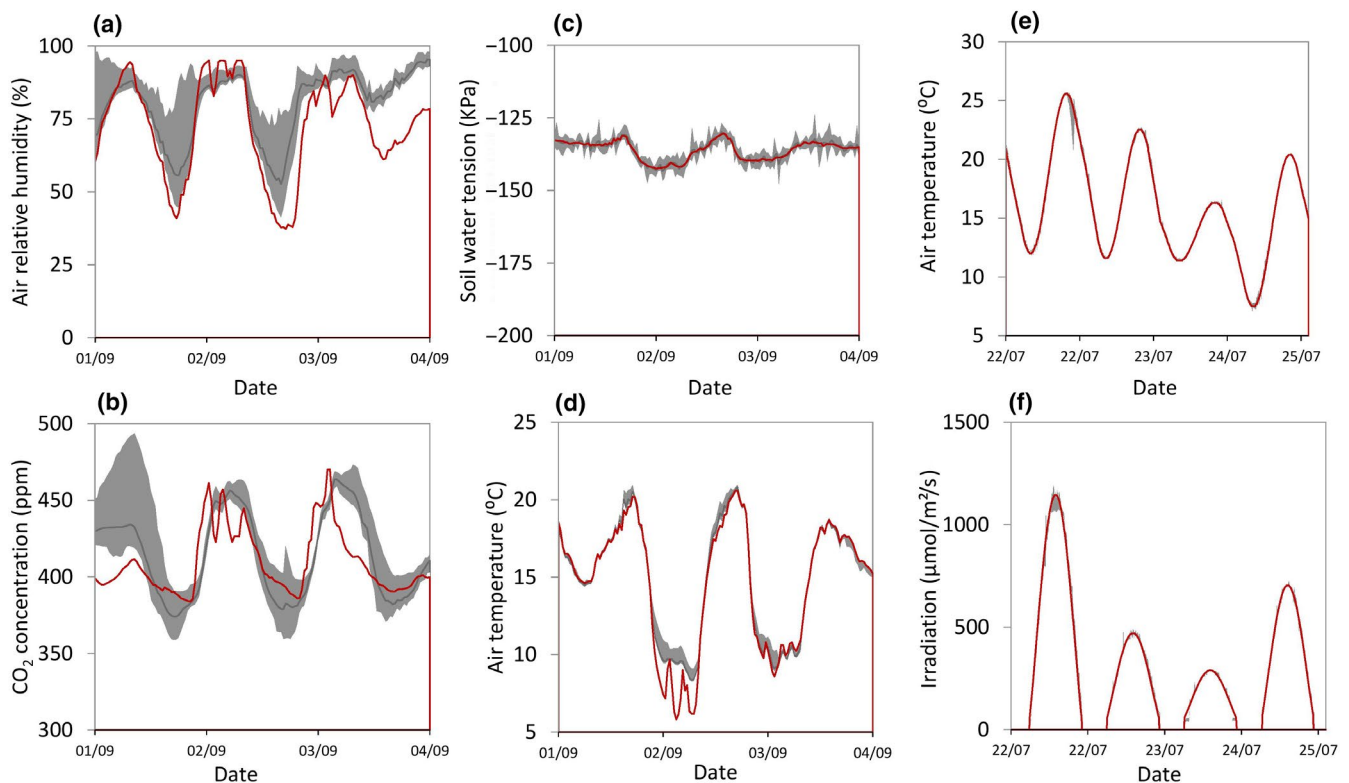 (a)
Air relative humidity (%)
100
75
50
25
0
01/09 02/09 03/09 04/09
Date
(c)
Soil water tension (KPa)
−100
−125
−150
−175
−200
01/09 02/09 03/09 04/09
Date
(e)
Air temperature (⁰C)
30
25
20
15
10
5
22/07 22/07 23/07 24/07 25/07
Date
(b)
CO₂ concentration (ppm)
500
450
400
350
300
01/09 02/09 03/09 04/09
Date
(d)
Air temperature (⁰C)
25
20
15
10
5
01/09 02/09 03/09 04/09
Date
(f)
Irradiation (µmol/m²/s)
1500
1000
500
0
22/07 22/07 23/07 24/07 25/07
Date